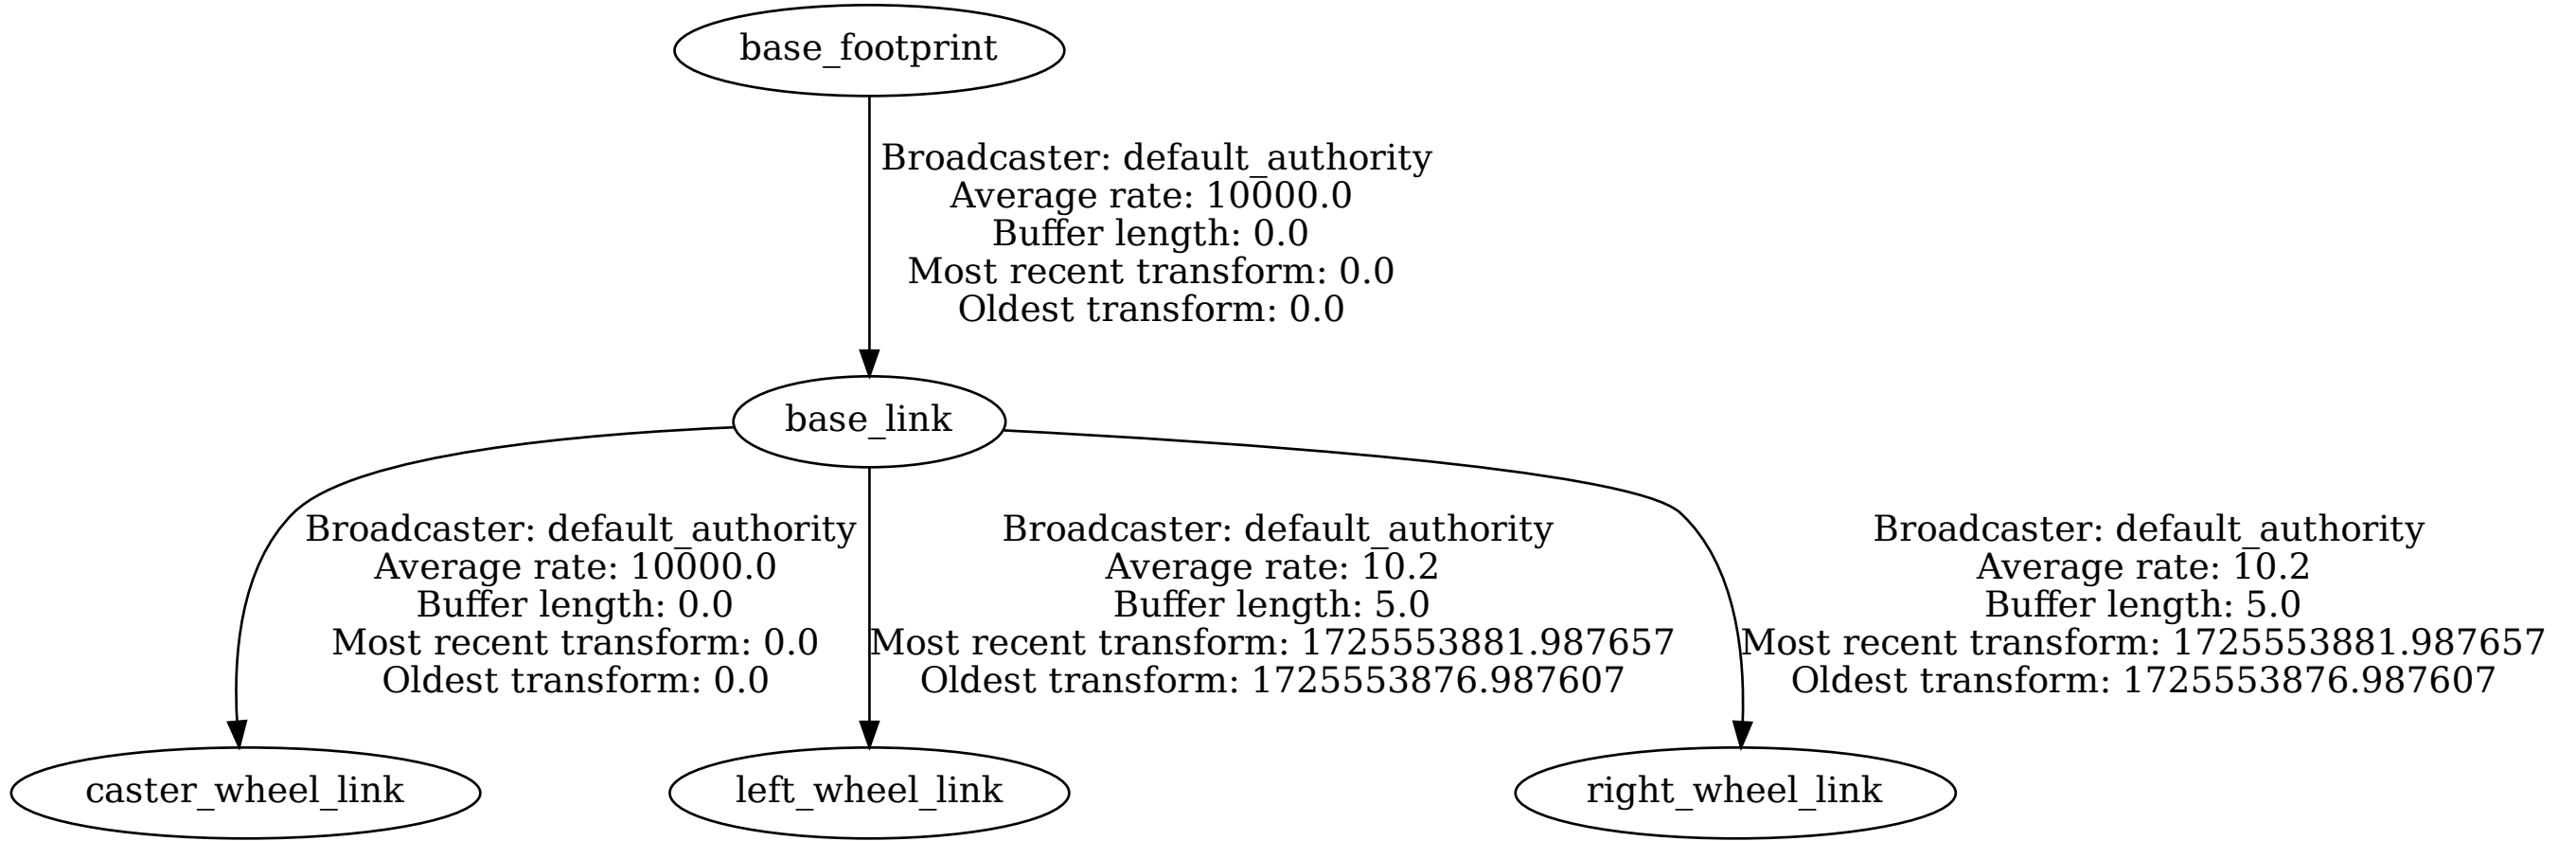 base_footprint
Broadcaster: default_authority
Average rate: 10000.0
Buffer length: 0.0
Most recent transform: 0.0
Oldest transform: 0.0
base_link
Broadcaster: default_authority
Average rate: 10000.0
Buffer length: 0.0
Most recent transform: 0.0
Oldest transform: 0.0
Broadcaster: default_authority
Average rate: 10.2
Buffer length: 5.0
Most recent transform: 1725553881.987657
Oldest transform: 1725553876.987607
Broadcaster: default_authority
Average rate: 10.2
Buffer length: 5.0
Most recent transform: 1725553881.987657
Oldest transform: 1725553876.987607
caster_wheel_link
left_wheel_link
right_wheel_link